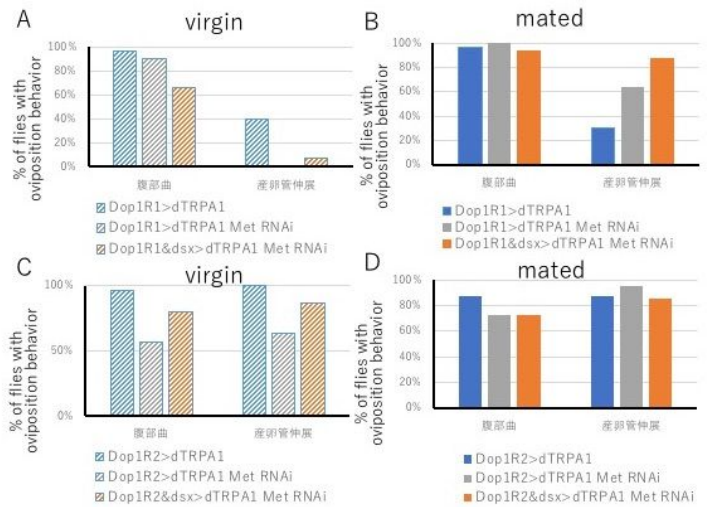 A
virgin
% of flies with
oviposition behavior
100%
80%
60%
40%
20%
0%
腹部曲
産卵管伸展
Dop1R1>dTRPA1
Dop1R1>dTRPA1 Met RNAi
Dop1R1&dsx>dTRPA1 Met RNAi
B
mated
% of flies with
oviposition behavior
100%
80%
60%
40%
20%
0%
腹部曲
産卵管伸展
Dop1R1>dTRPA1
Dop1R1>dTRPA1 Met RNAi
Dop1R1&dsx>dTRPA1 Met RNAi
C
virgin
% of flies with
oviposition behavior
100%
50%
0%
腹部曲
産卵管伸展
Dop1R2>dTRPA1
Dop1R2>dTRPA1 Met RNAi
Dop1R2&dsx>dTRPA1 Met RNAi
D
mated
% of flies with
oviposition behavior
100%
80%
60%
40%
20%
0%
腹部曲
産卵管伸展
Dop1R2>dTRPA1
Dop1R2>dTRPA1 Met RNAi
Dop1R2&dsx>dTRPA1 Met RNAi